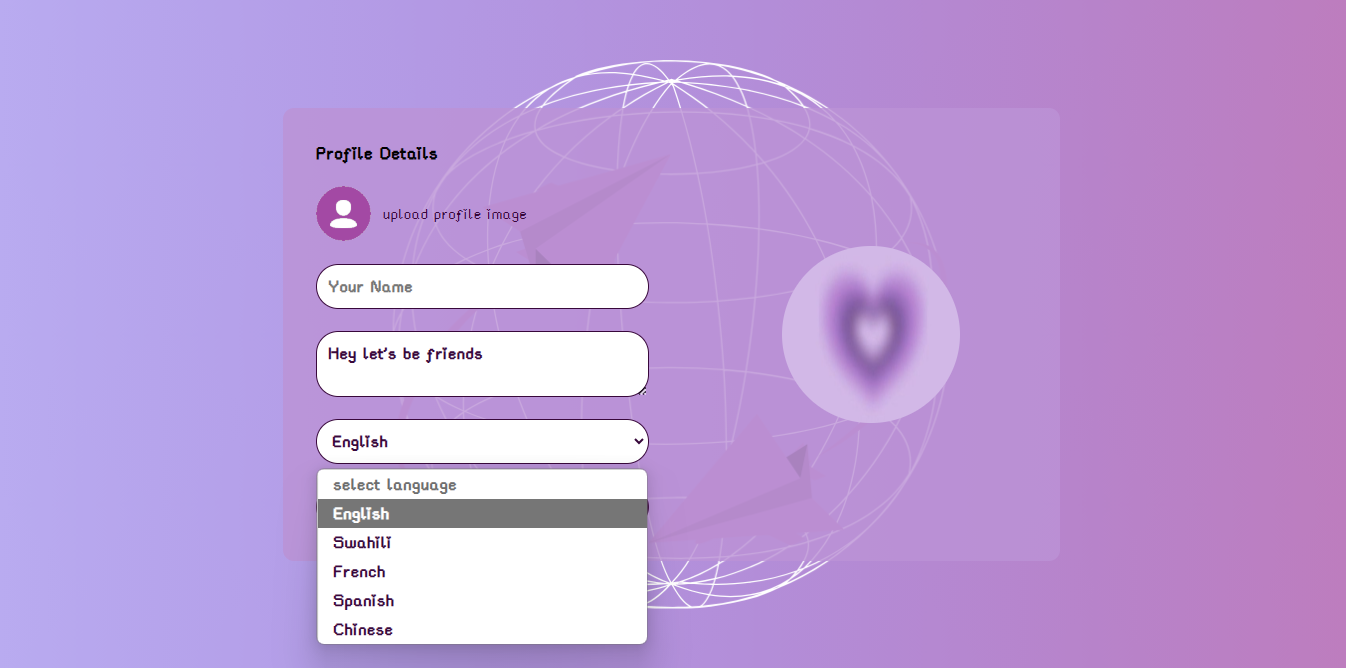 Profile Details
upload profile image
Your Name
Hey let's be friends
English
select language
English
Swahili
French
Spanish
Chinese